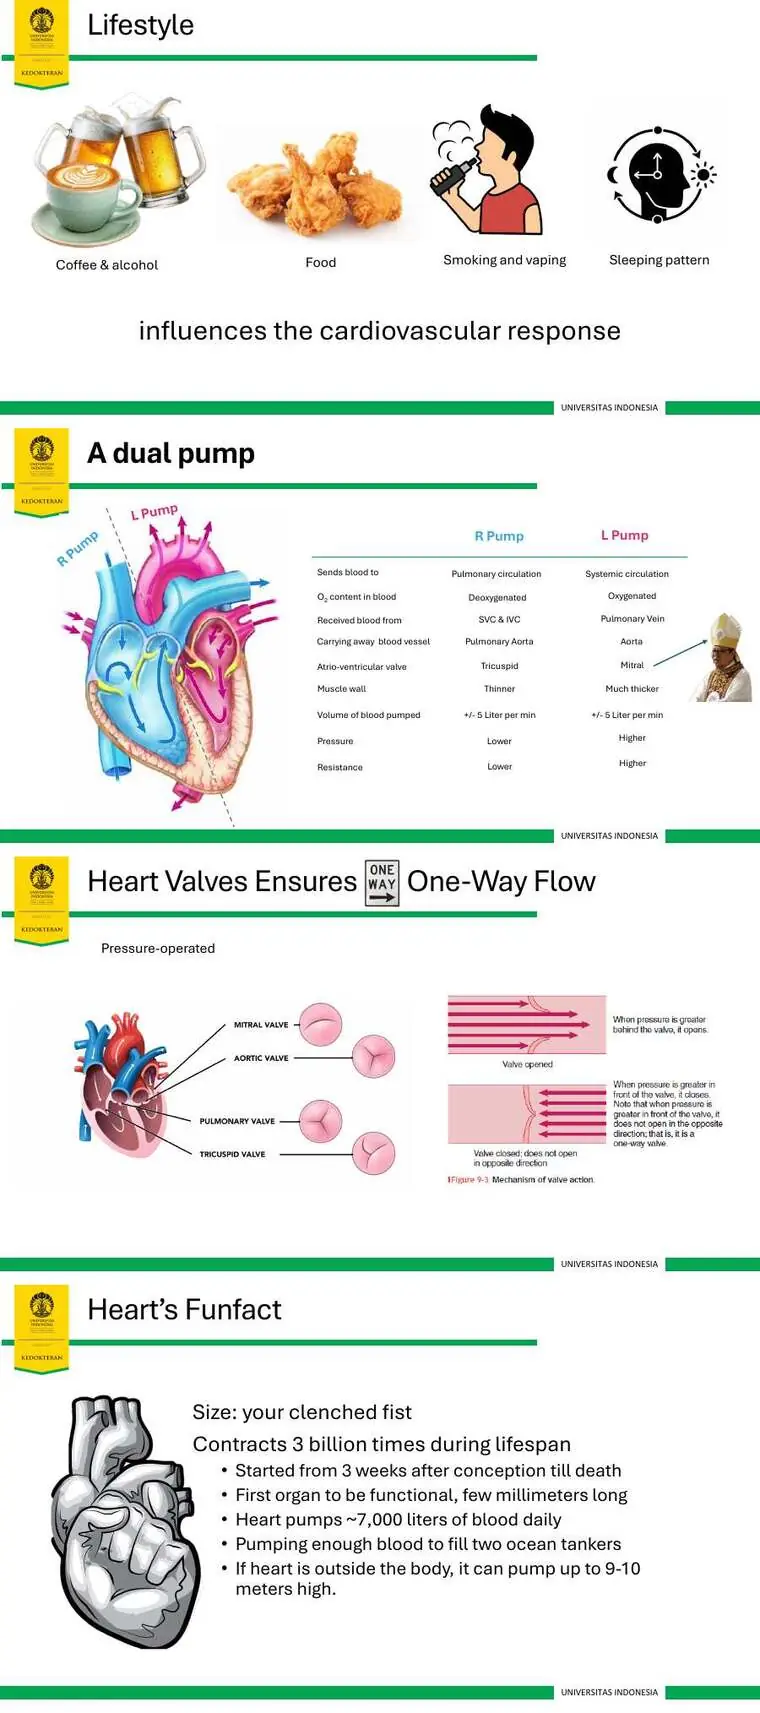 KEDOKTERAN
Lifestyle
Coffee & alcohol
Food
Smoking and vaping
Sleeping pattern
influences the cardiovascular response
UNIVERSITAS INDONESIA
KEDOKTERAN
A dual pump
R Pump
L Pump
R Pump L Pump
Sends blood to Pulmonary circulation Systemic circulation
O₂ content in blood Deoxygenated Oxygenated
Received blood from SVC & IVC Pulmonary Vein
Carrying away blood vessel Pulmonary Aorta Aorta
Atrio-ventricular valve Tricuspid Mitral
Muscle wall Thinner Much thicker
Volume of blood pumped +/- 5 Liter per min +/- 5 Liter per min
Pressure Lower Higher
Resistance Lower Higher
UNIVERSITAS INDONESIA
KEDOKTERAN
Heart Valves Ensures ONE WAY One-Way Flow
Pressure-operated
MITRAL VALVE
AORTIC VALVE
PULMONARY VALVE
TRICUSPID VALVE
When pressure is greater
behind the valve, it opens.
Valve opened
When pressure is greater in
front of the valve, it closes.
Note that when pressure is
greater in front of the valve, it
does not open in the opposite
direction; that is, it is a
one-way valve.
Valve closed; does not open
in opposite direction
Figure 9-3 Mechanism of valve action.
UNIVERSITAS INDONESIA
KEDOKTERAN
Heart’s Funfact
Size: your clenched fist
Contracts 3 billion times during lifespan
• Started from 3 weeks after conception till death
• First organ to be functional, few millimeters long
• Heart pumps ~7,000 liters of blood daily
• Pumping enough blood to fill two ocean tankers
• If heart is outside the body, it can pump up to 9-10
meters high.
UNIVERSITAS INDONESIA